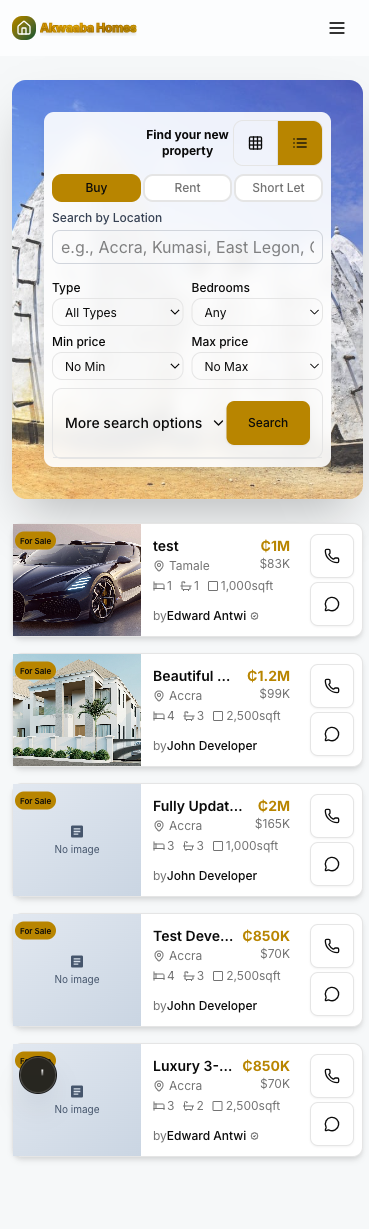 Akwaaba Homes
Find your new
property
Buy
Rent
Short Let
Search by Location
e.g., Accra, Kumasi, East Legon, C
Type
Bedrooms
All Types
Any
Min price
Max price
No Min
No Max
More search options
Search
For Sale
test
₵1M
Tamale
$83K
1 1 1,000sqft
byEdward Antwi
For Sale
Beautiful ...
₵1.2M
Accra
$99K
4 3 2,500sqft
byJohn Developer
For Sale
No image
Fully Updat...
₵2M
Accra
$165K
3 3 1,000sqft
byJohn Developer
For Sale
No image
Test Deve...
₵850K
Accra
$70K
4 3 2,500sqft
byJohn Developer
No image
Luxury 3-...
₵850K
Accra
$70K
3 2 2,500sqft
byEdward Antwi